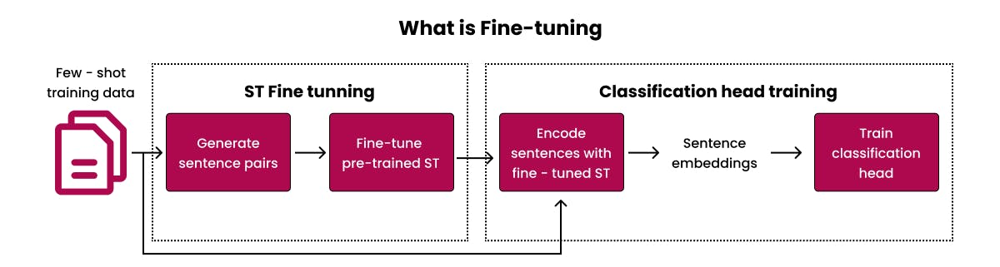 What is Fine-tuning
Few - shot
training data
ST Fine tunning
Generate
sentence pairs
Fine-tune
pre-trained ST
Classification head training
Encode
sentences with
fine - tuned ST
Sentence
embeddings
Train
classification
head